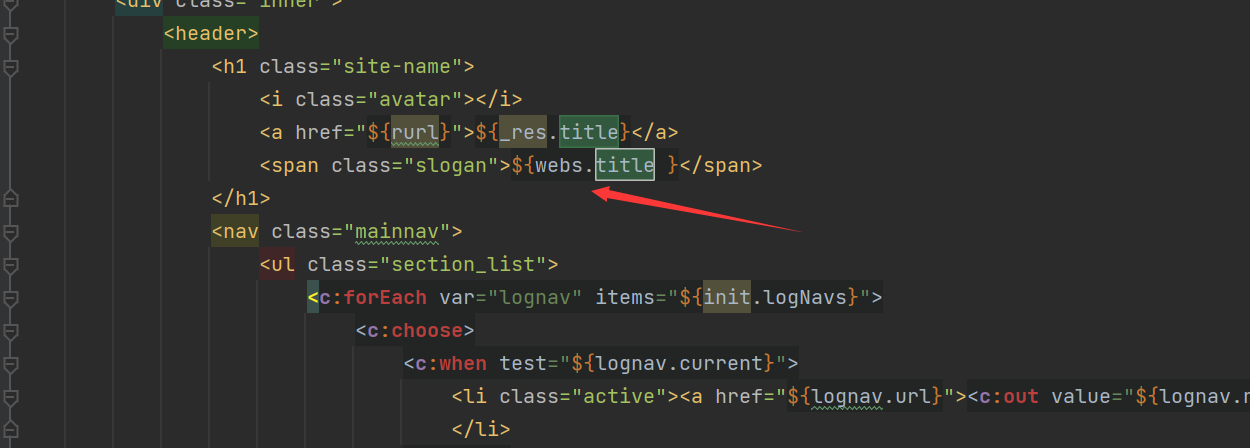 <div class="inner">
<header>
<h1 class="site-name">
<i class="avatar"></i>
<a href="${rurl}">${_res.title}</a>
<span class="slogan">${webs.title }</span>
</h1>
<nav class="mainnav">
<ul class="section_list">
<c:forEach var="lognav" items="${init.logNavs}">
<c:choose>
<c:when test="${lognav.current}">
<li class="active"><a href="${lognav.url}"><c:out value="${lognav.
</li>